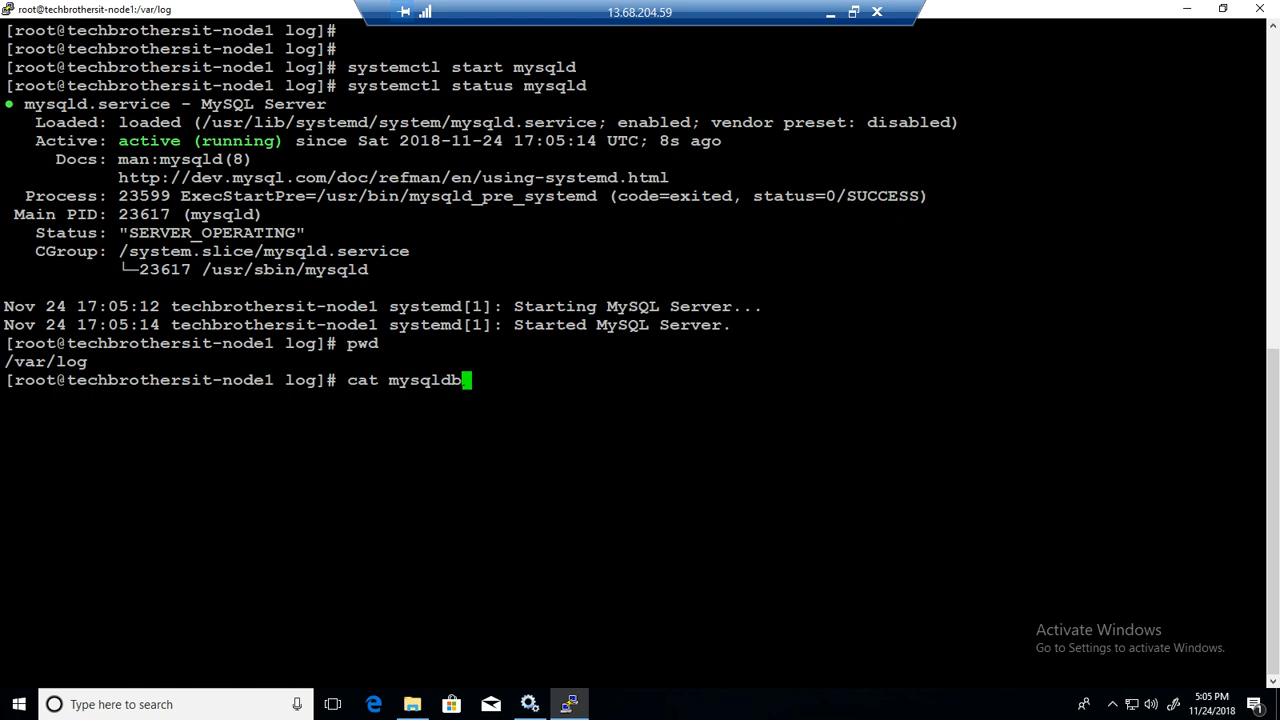 root@techbrothersit-node1:/var/log
13.68.204.59
[root@techbrothersit-node1 log]#
[root@techbrothersit-node1 log]#
[root@techbrothersit-node1 log]# systemctl start mysqld
[root@techbrothersit-node1 log]# systemctl status mysqld
● mysqld.service - MySQL Server
Loaded: loaded (/usr/lib/systemd/system/mysqld.service; enabled; vendor preset: disabled)
Active: active (running) since Sat 2018-11-24 17:05:14 UTC; 8s ago
Docs: man:mysqld(8)
http://dev.mysql.com/doc/refman/en/using-systemd.html
Process: 23599 ExecStartPre=/usr/bin/mysqld_pre_systemd (code=exited, status=0/SUCCESS)
Main PID: 23617 (mysqld)
Status: "SERVER_OPERATING"
CGroup: /system.slice/mysqld.service
└─23617 /usr/sbin/mysqld
Nov 24 17:05:12 techbrothersit-node1 systemd[1]: Starting MySQL Server...
Nov 24 17:05:14 techbrothersit-node1 systemd[1]: Started MySQL Server.
[root@techbrothersit-node1 log]# pwd
/var/log
[root@techbrothersit-node1 log]# cat mysqldb
Activate Windows
Go to Settings to activate Windows.
Type here to search
5:05 PM
11/24/2018
1